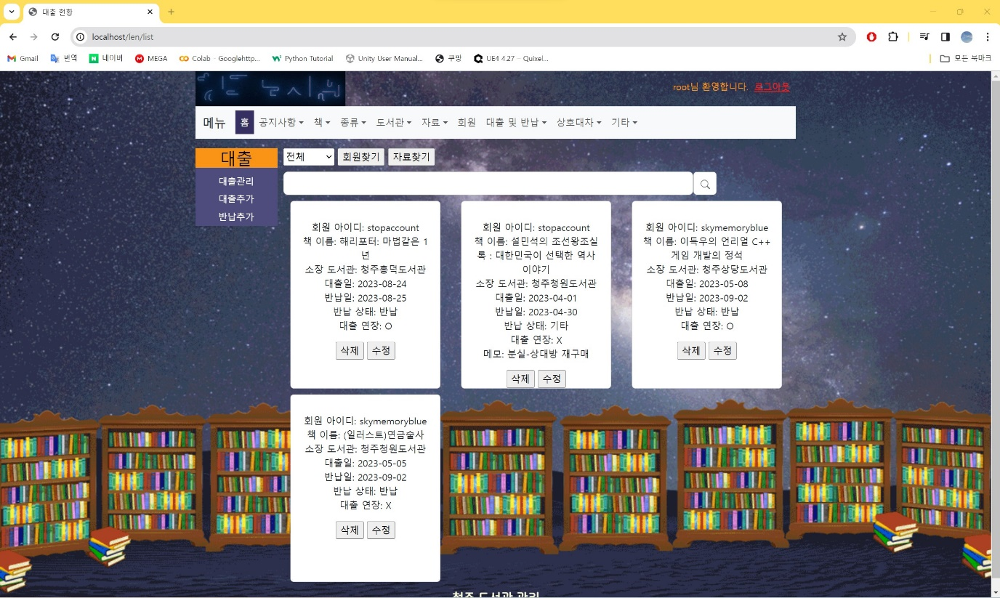 대출 현황
localhost/len/list
Gmail 번역 네이버 MEGA Colab - Googlehttp... Python Tutorial Unity User Manual... 쿠팡 UE4 4.27 – Quixel... 모든 북마크
root님 환영합니다. 로그아웃
메뉴 홈 공지사항 책 종류 도서관 자료 회원 대출 및 반납 상호대차 기타
대출
대출관리
대출추가
반납추가
전체 회원찾기 자료찾기
회원 아이디: stopaccount
책 이름: 해리포터: 마법같은 1
년
소장 도서관: 청주흥덕도서관
대출일: 2023-08-24
반납일: 2023-08-25
반납 상태: 반납
대출 연장: O
삭제 수정
회원 아이디: stopaccount
책 이름: 설민석의 조선왕조실
록 : 대한민국이 선택한 역사
이야기
소장 도서관: 청주청원도서관
대출일: 2023-04-01
반납일: 2023-04-30
반납 상태: 기타
대출 연장: X
메모: 분실-상대방 재구매
삭제 수정
회원 아이디: skymemoryblue
책 이름: 이득우의 언리얼 C++
게임 개발의 정석
소장 도서관: 청주상당도서관
대출일: 2023-05-08
반납일: 2023-09-02
반납 상태: 반납
대출 연장: O
삭제 수정
회원 아이디: skymemoryblue
책 이름: (일러스트)연금술사
소장 도서관: 청주청원도서관
대출일: 2023-05-05
반납일: 2023-09-02
반납 상태: 반납
대출 연장: X
삭제 수정
청주 도서관 관리